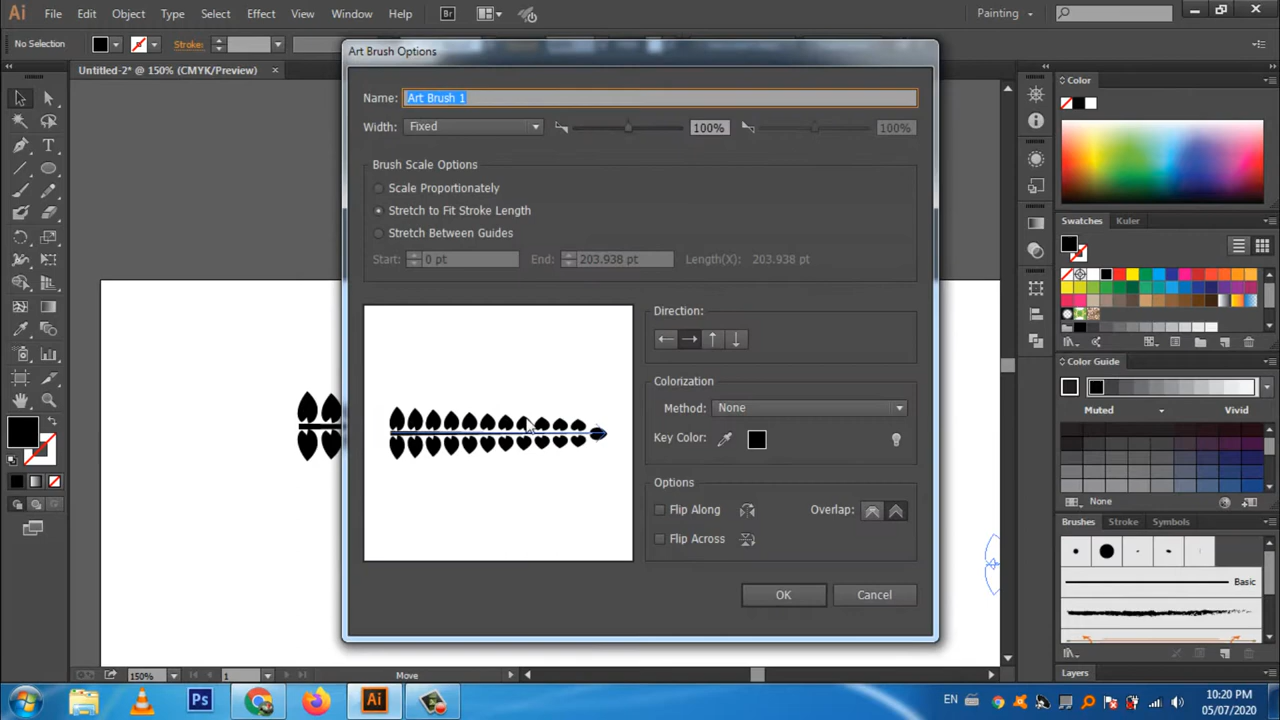 Ai File Edit Object Type Select Effect View Window Help Br Painting
No Selection Stroke:
Untitled-2* @ 150% (CMYK/Preview) ×
Art Brush Options
Name: Art Brush 1
Width: Fixed 100% 100%
Brush Scale Options
Scale Proportionately
Stretch to Fit Stroke Length
Stretch Between Guides
Start: 0 pt End: 203.938 pt Length(X): 203.938 pt
Direction:
Colorization
Method: None
Key Color:
Options
Flip Along Overlap:
Flip Across
OK Cancel
Color
Swatches Kuler
Color Guide
Muted Vivid
None
Brushes Stroke Symbols
Basic
Layers
150% 1 Move
Ps Ai EN 10:20 PM
05/07/2020